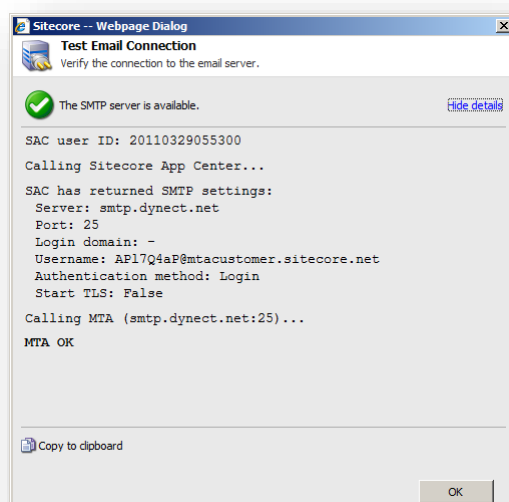 Sitecore -- Webpage Dialog
Test Email Connection
Verify the connection to the email server.
The SMTP server is available.
Hide details
SAC user ID: 20110329055300
Calling Sitecore App Center...
SAC has returned SMTP settings:
Server: smtp.dynect.net
Port: 25
Login domain: -
Username: APl7Q4aP@mtacustomer.sitecore.net
Authentication method: Login
Start TLS: False
Calling MTA (smtp.dynect.net:25)...
MTA OK
Copy to clipboard
OK